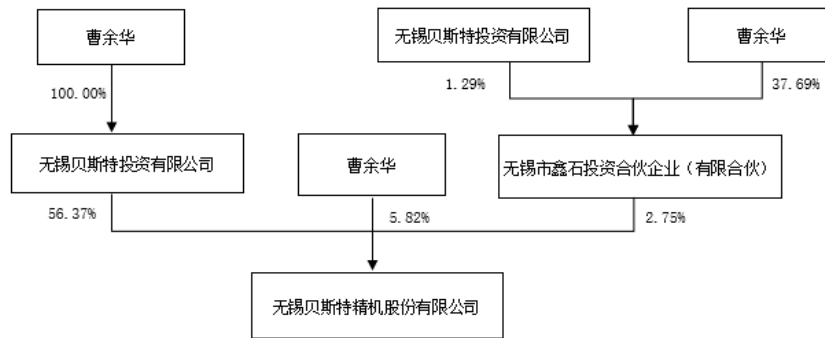 曹余华
无锡贝斯特投资有限公司
曹余华
100.00%
1.29%
37.69%
无锡贝斯特投资有限公司
曹余华
无锡市鑫石投资合伙企业（有限合伙）
56.37%
5.82%
2.75%
无锡贝斯特精机股份有限公司